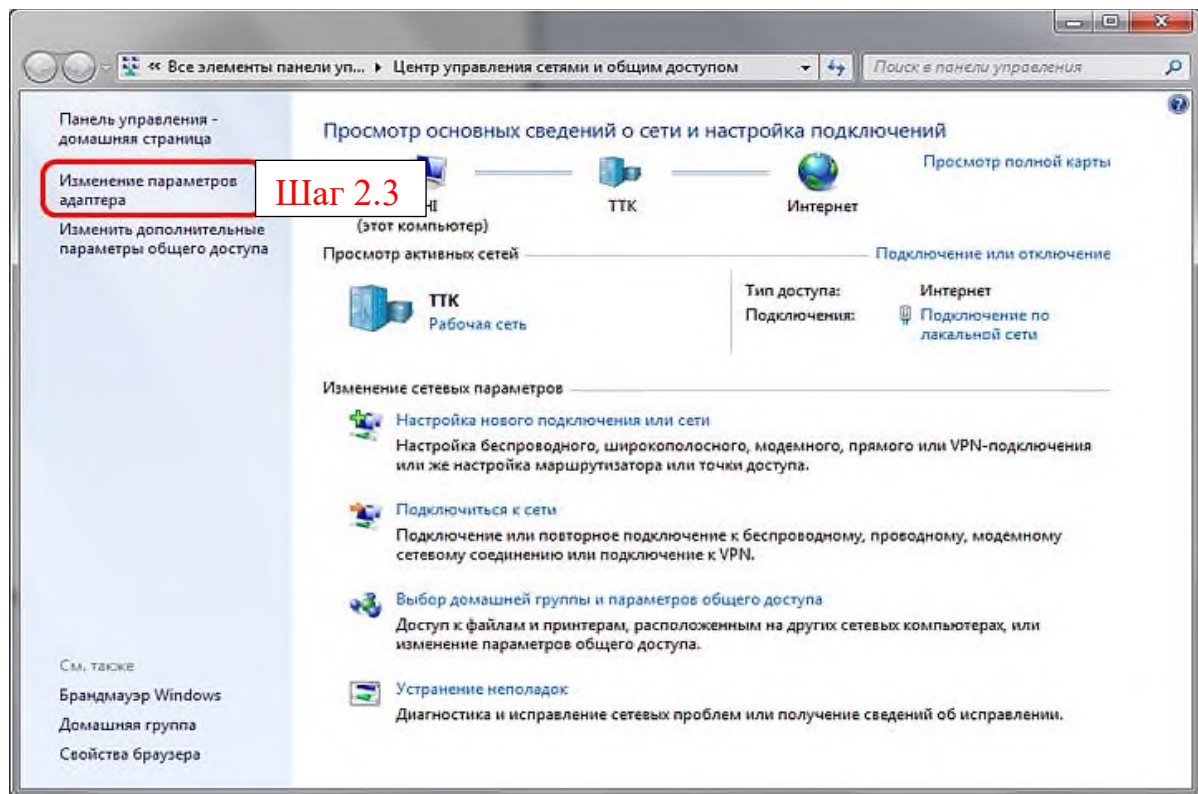 « Все элементы панели уп... ▸ Центр управления сетями и общим доступом
Поиск в панели управления
Панель управления -
домашняя страница
Изменение параметров
адаптера
Изменить дополнительные
параметры общего доступа
Шаг 2.3
Просмотр основных сведений о сети и настройка подключений
Просмотр полной карты
(этот компьютер)
ТТК
Интернет
Просмотр активных сетей
Подключение или отключение
ТТК
Рабочая сеть
Тип доступа: Интернет
Подключения: Подключение по
лакальной сети
Изменение сетевых параметров
Настройка нового подключения или сети
Настройка беспроводного, широкополосного, модемного, прямого или VPN-подключения
или же настройка маршрутизатора или точки доступа.
Подключиться к сети
Подключение или повторное подключение к беспроводному, проводному, модемному
сетевому соединению или подключение к VPN.
Выбор домашней группы и параметров общего доступа
Доступ к файлам и принтерам, расположенным на других сетевых компьютерах, или
изменение параметров общего доступа.
Устранение неполадок
Диагностика и исправление сетевых проблем или получение сведений об исправлении.
См. также
Брандмауэр Windows
Домашняя группа
Свойства браузера